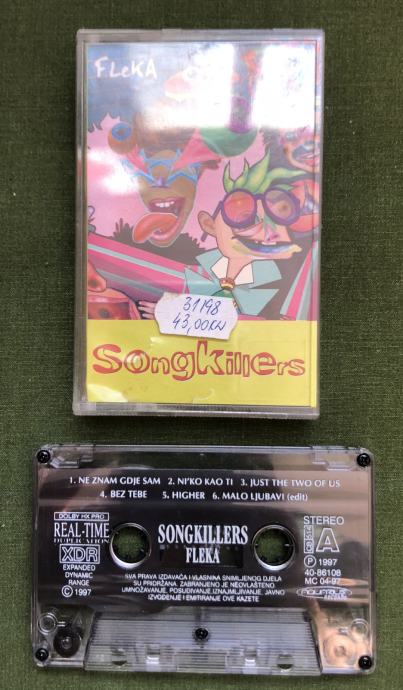 FLeKA
31198
43,00KN
SongKillers
1. NE ZNAM GDJE SAM 2. NI'KO KAO TI 3. JUST THE TWO OF US
4. BEZ TEBE 5. HIGHER 6. MALO LJUBAVI (edit)
DOLBY HX PRO
REAL-TIME
DUPLICATION
XDR
EXPANDED
DYNAMIC
RANGE
© 1997
SONGKILLERS
FLEKA
SVA PRAVA IZDAVAČA I VLASNINA SNIMLJENOG DJELA
SU PRIDRŽANA. ZABRANJENO JE NEOVLAŠTENO
UMNOŽAVANJE, POSUĐIVANJE, IZNAJMLJIVANJE, JAVNO
IZVOĐENJE I EMITIRANJE OVE KAZETE
STEREO
A
℗ 1997
40-86108
MC 04-97